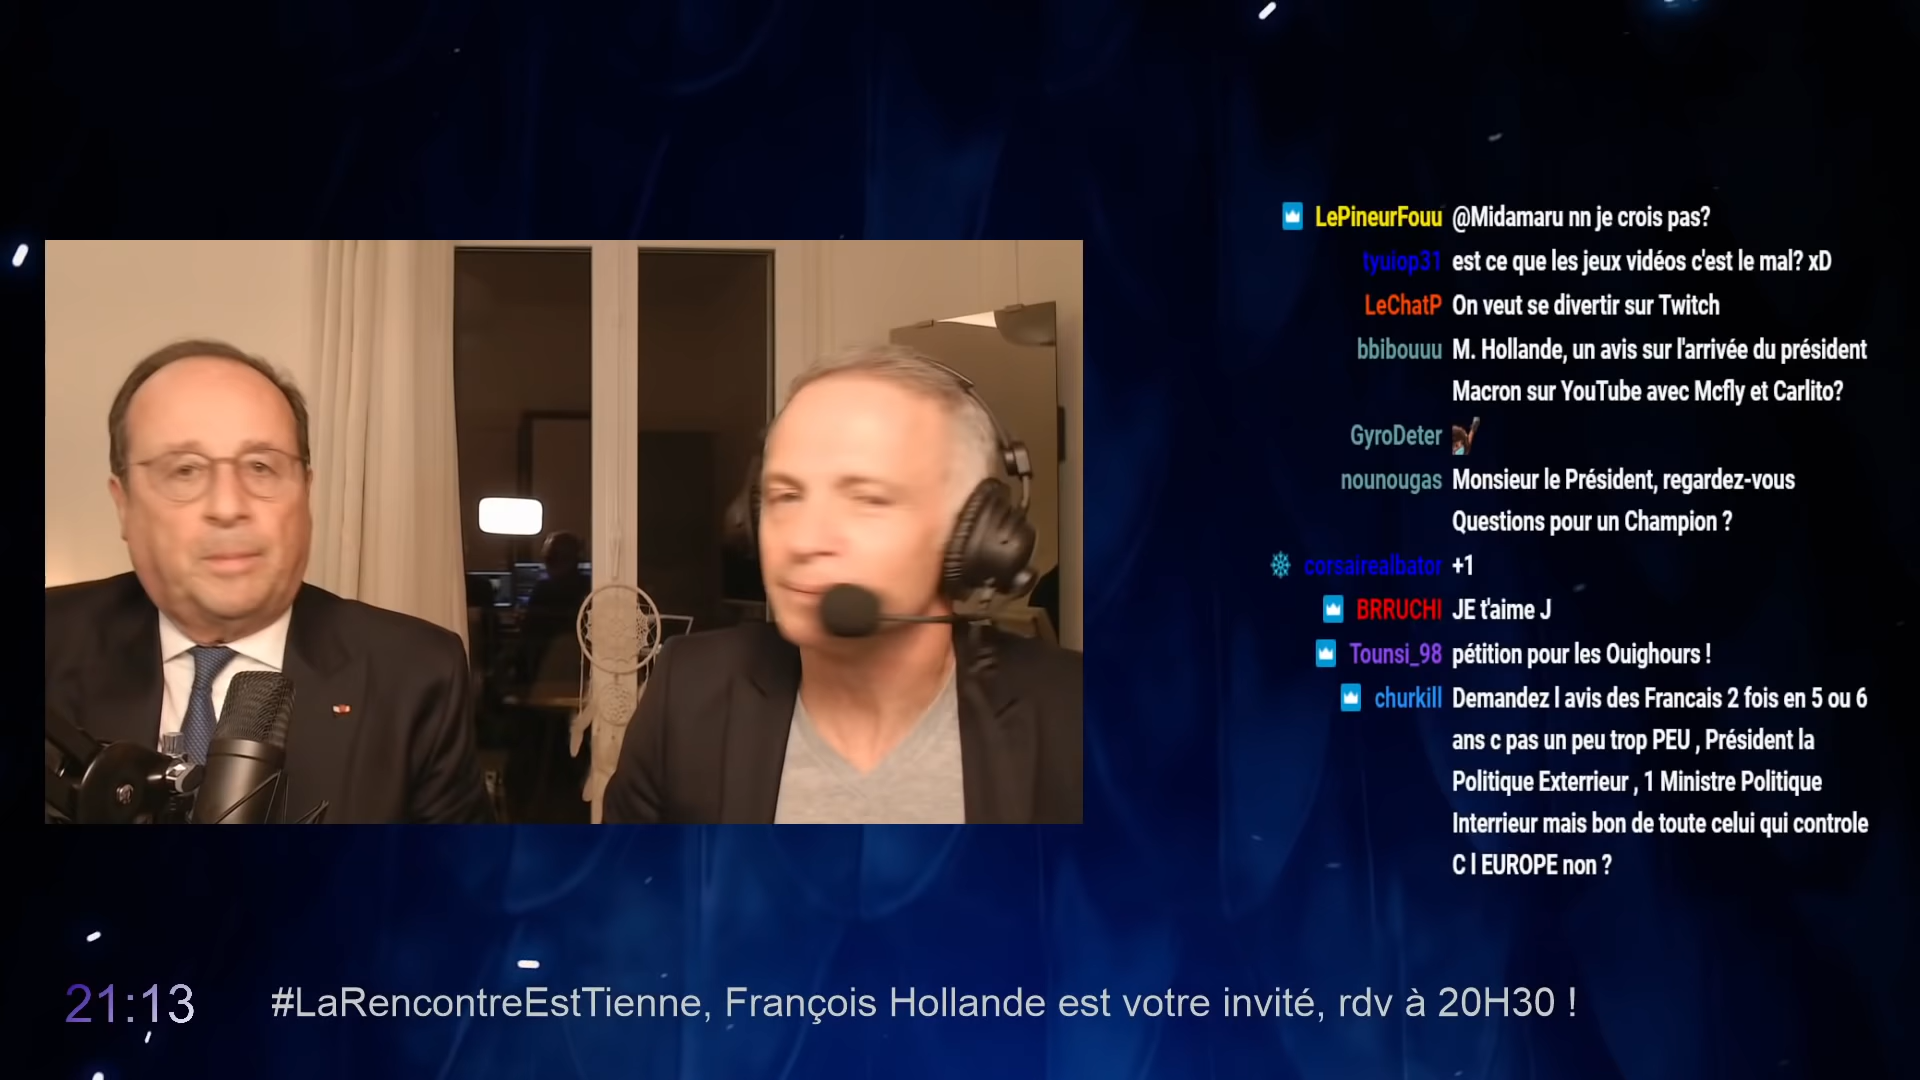 LePineurFouu @Midamaru nn je crois pas?
tyuiop31 est ce que les jeux vidéos c'est le mal? xD
LeChatP On veut se divertir sur Twitch
bbibouuu M. Hollande, un avis sur l'arrivée du président
Macron sur YouTube avec Mcfly et Carlito?
GyroDeter
nounougas Monsieur le Président, regardez-vous
Questions pour un Champion ?
corsairealbator +1
BRRUCHI JE t'aime J
Tounsi_98 pétition pour les Ouighours !
churkill Demandez l avis des Francais 2 fois en 5 ou 6
ans c pas un peu trop PEU , Président la
Politique Exterrieur , 1 Ministre Politique
Interrieur mais bon de toute celui qui controle
C l EUROPE non ?
21:13 #LaRencontreEstTienne, François Hollande est votre invité, rdv à 20H30 !